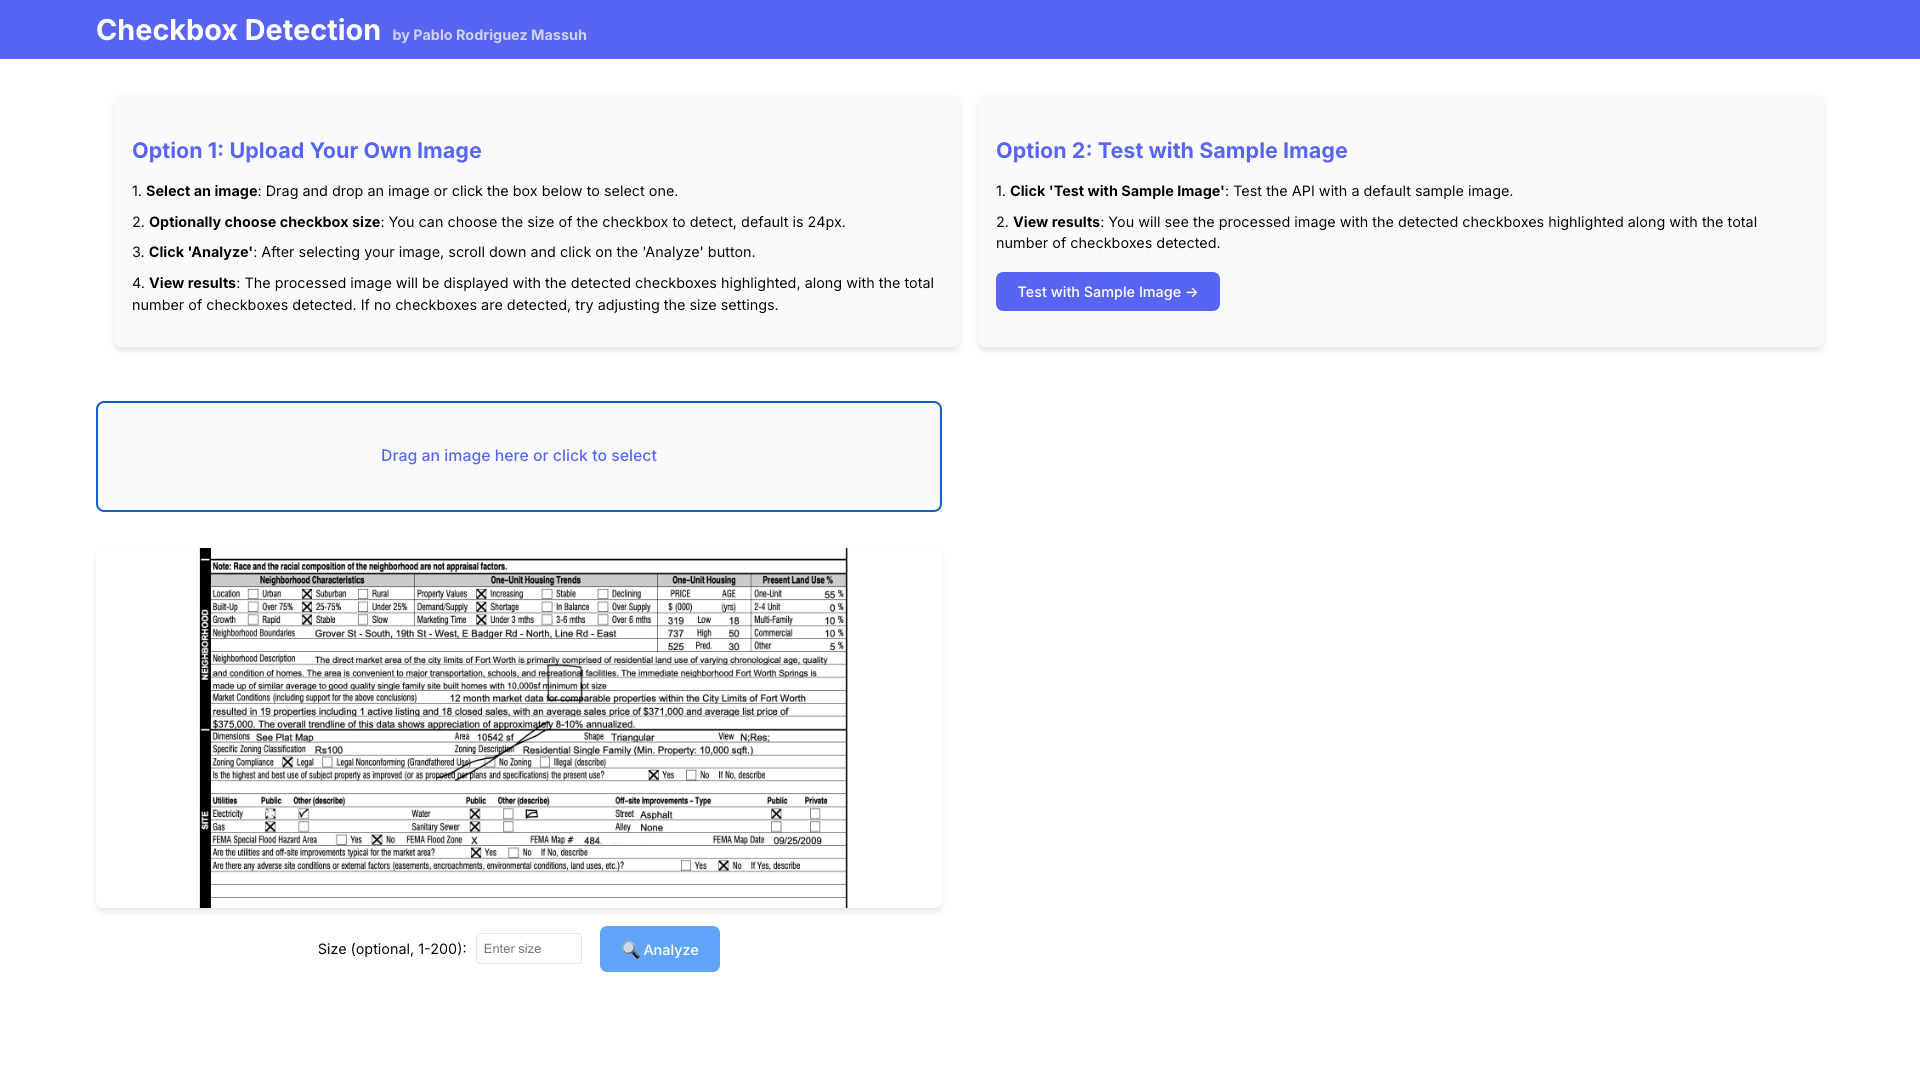 Checkbox Detection by Pablo Rodriguez Massuh
Option 1: Upload Your Own Image
1. Select an image: Drag and drop an image or click the box below to select one.
2. Optionally choose checkbox size: You can choose the size of the checkbox to detect, default is 24px.
3. Click 'Analyze': After selecting your image, scroll down and click on the 'Analyze' button.
4. View results: The processed image will be displayed with the detected checkboxes highlighted, along with the total
number of checkboxes detected. If no checkboxes are detected, try adjusting the size settings.
Option 2: Test with Sample Image
1. Click 'Test with Sample Image': Test the API with a default sample image.
2. View results: You will see the processed image with the detected checkboxes highlighted along with the total
number of checkboxes detected.
Test with Sample Image →
Drag an image here or click to select
Note: Race and the racial composition of the neighborhood are not appraisal factors.
Neighborhood Characteristics One-Unit Housing Trends One-Unit Housing Present Land Use %
Location Urban Suburban Rural Property Values Increasing Stable Declining PRICE AGE One-Unit 55 %
Built-Up Over 75% 25-75% Under 25% Demand/Supply Shortage In Balance Over Supply $ (000) (yrs) 2-4 Unit 0 %
Growth Rapid Stable Slow Marketing Time Under 3 mths 3-6 mths Over 6 mths 319 Low 18 Multi-Family 10 %
Neighborhood Boundaries Grover St - South, 19th St - West, E Badger Rd - North, Line Rd - East 737 High 50 Commercial 10 %
525 Pred. 30 Other 5 %
NEIGHBORHOOD
Neighborhood Description The direct market area of the city limits of Fort Worth is primarily comprised of residential land use of varying chronological age, quality
and condition of homes. The area is convenient to major transportation, schools, and recreational facilities. The immediate neighborhood Fort Worth Springs is
made up of similar average to good quality single family site built homes with 10,000sf minimum lot size
Market Conditions (including support for the above conclusions) 12 month market data for comparable properties within the City Limits of Fort Worth
resulted in 19 properties including 1 active listing and 18 closed sales, with an average sales price of $371,000 and average list price of
$375,000. The overall trendline of this data shows appreciation of approximately 8-10% annualized.
Dimensions See Plat Map Area 10542 sf Shape Triangular View N;Res;
Specific Zoning Classification Rs100 Zoning Description Residential Single Family (Min. Property: 10,000 sqft.)
Zoning Compliance Legal Legal Nonconforming (Grandfathered Use) No Zoning Illegal (describe)
Is the highest and best use of subject property as improved (or as proposed per plans and specifications) the present use? Yes No If No, describe
SITE
Utilities Public Other (describe) Public Other (describe) Off-site Improvements - Type Public Private
Electricity Water Street Asphalt
Gas Sanitary Sewer Alley None
FEMA Special Flood Hazard Area Yes No FEMA Flood Zone X FEMA Map # 484. FEMA Map Date 09/25/2009
Are the utilities and off-site improvements typical for the market area? Yes No If No, describe
Are there any adverse site conditions or external factors (easements, encroachments, environmental conditions, land uses, etc.)? Yes No If Yes, describe
Size (optional, 1-200): Enter size Analyze